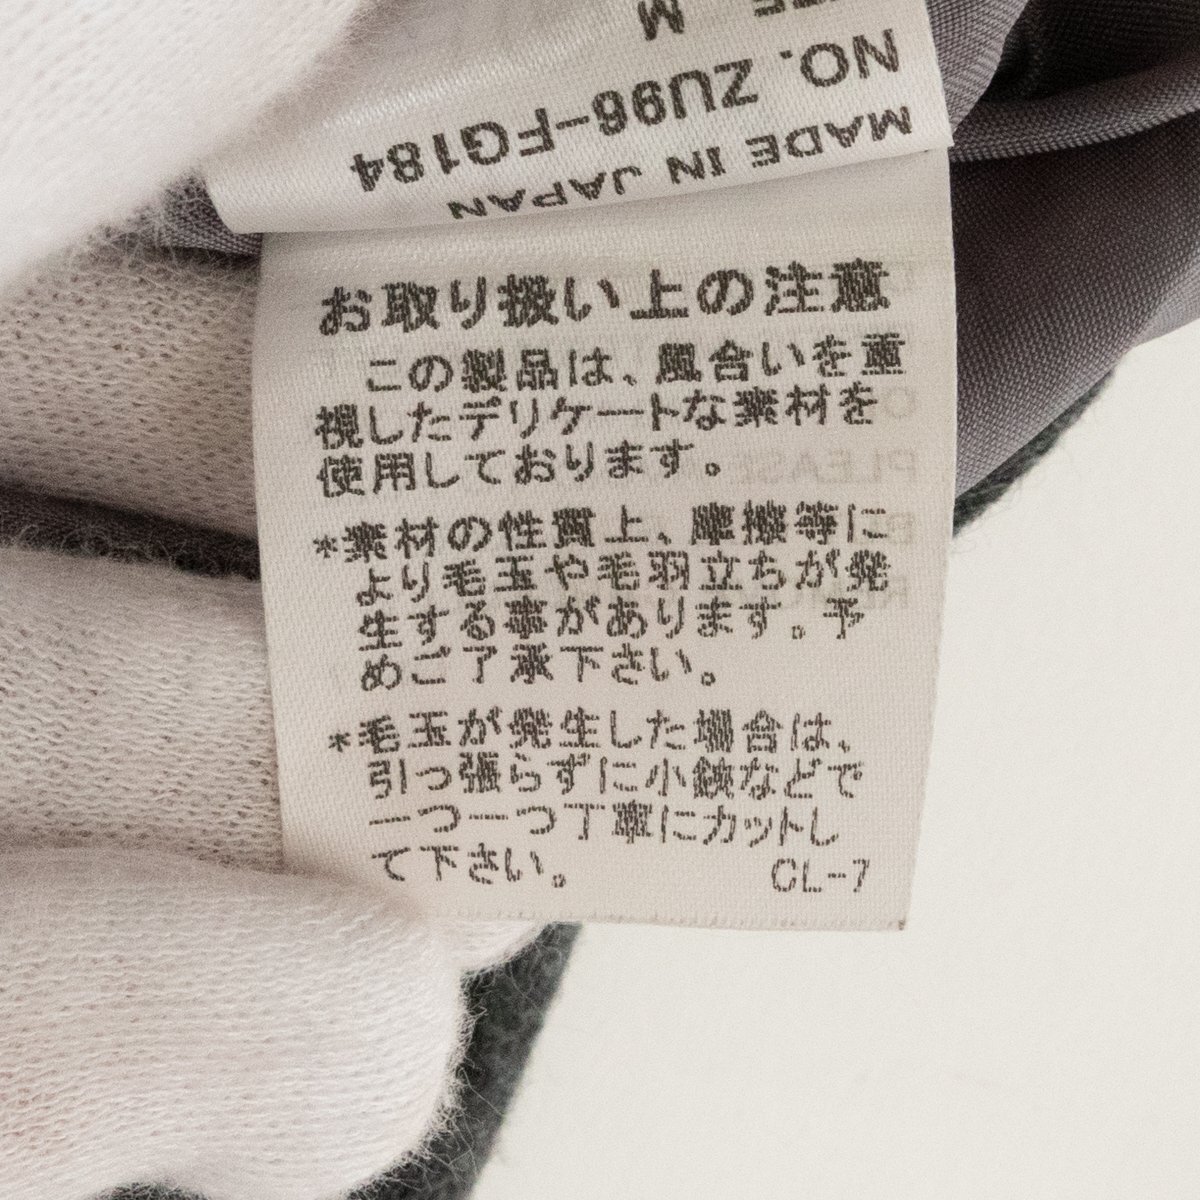 M
NO. ZU96-FG184
MADE IN JAPAN
お取り扱い上の注意
この製品は、風合いを重
視したデリケートな素材を
使用しております。
*素材の性質上、摩擦等に
より毛玉や毛羽立ちが発
生する事があります。予
めご了承下さい。
*毛玉が発生した場合は、
引っ張らずに小鋏などで
一つ一つ丁寧にカットし
て下さい。
CL-7